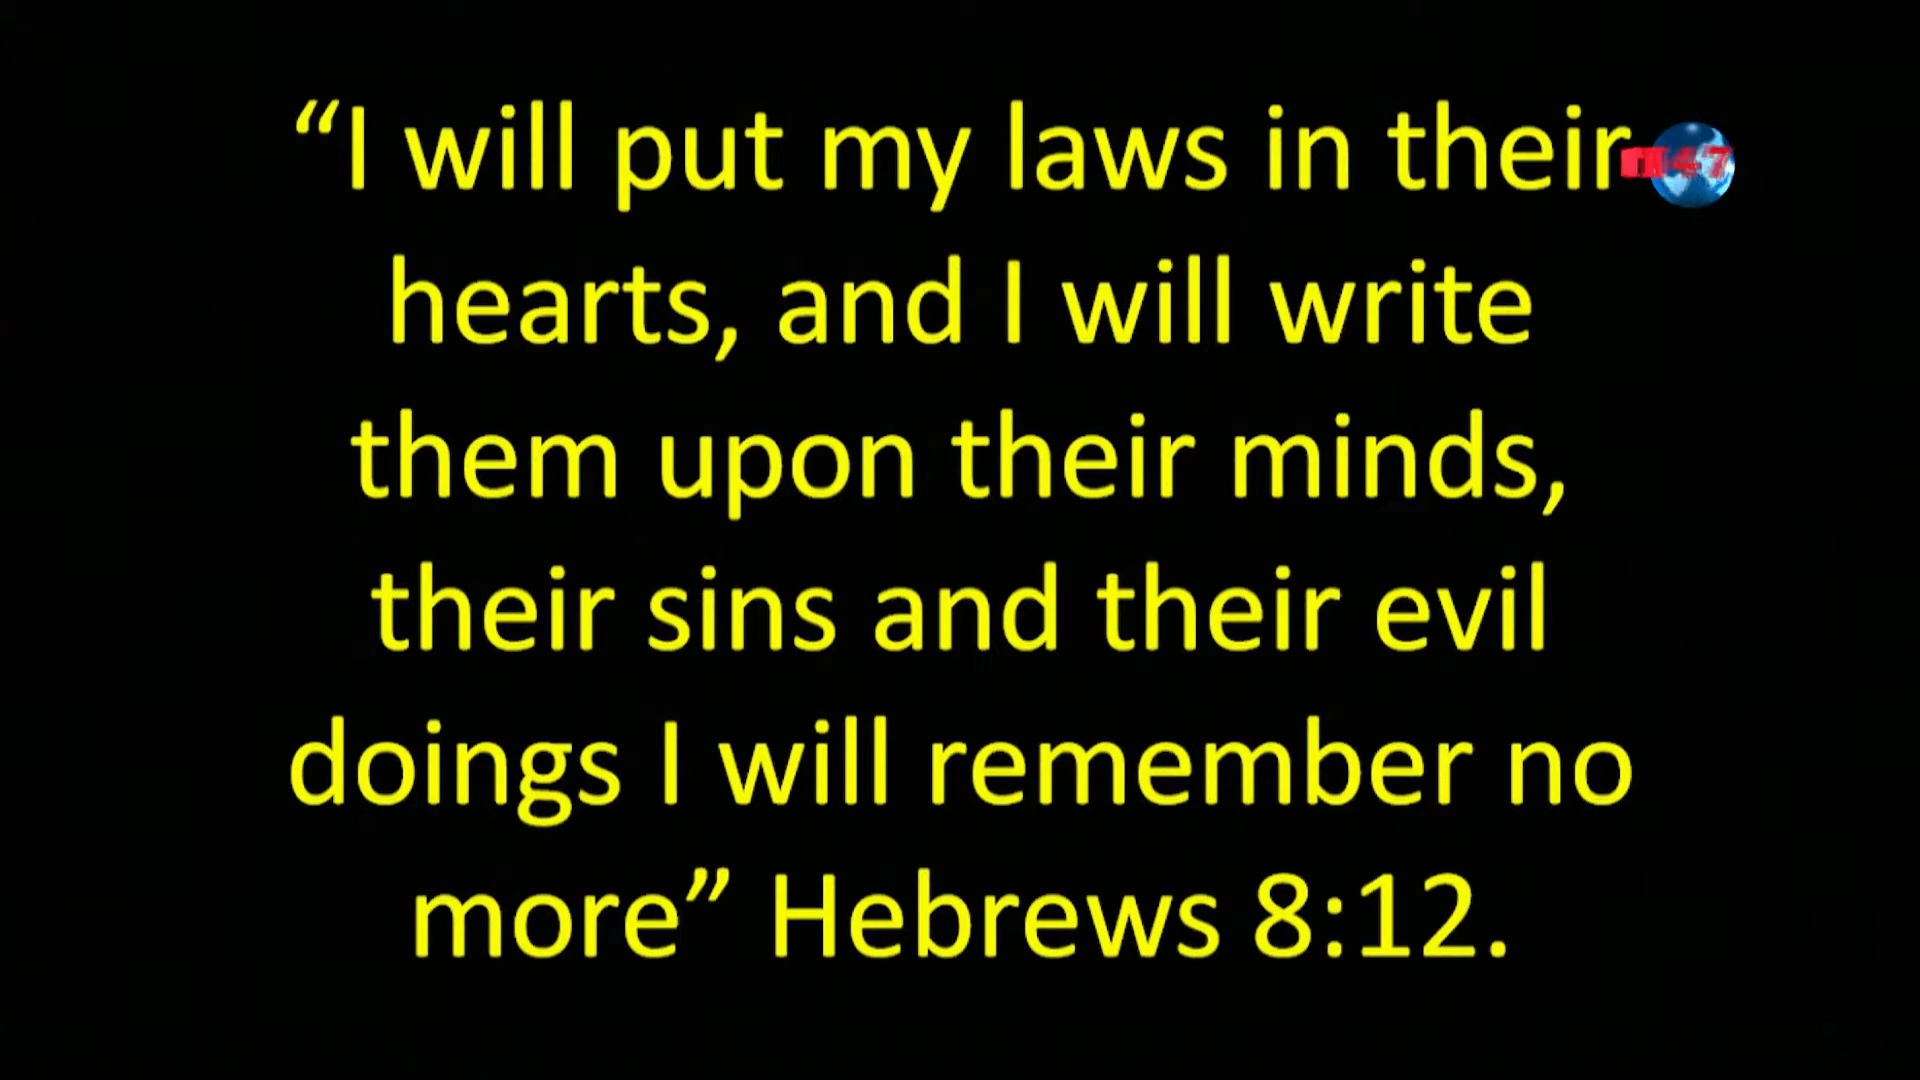 “I will put my laws in their
hearts, and I will write
them upon their minds,
their sins and their evil
doings I will remember no
more” Hebrews 8:12.